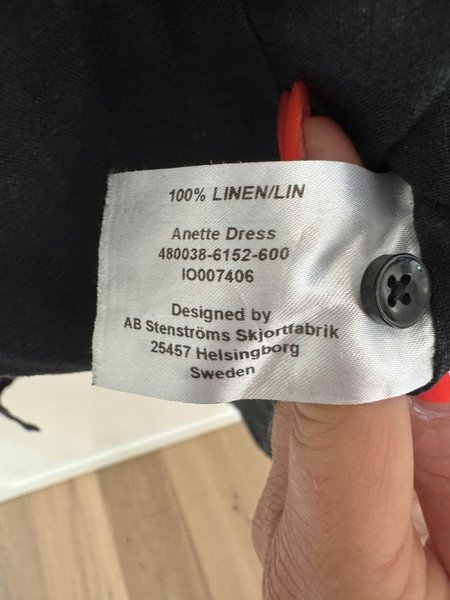 100% LINEN/LIN
Anette Dress
480038-6152-600
IO007406
Designed by
AB Stenströms Skjortfabrik
25457 Helsingborg
Sweden